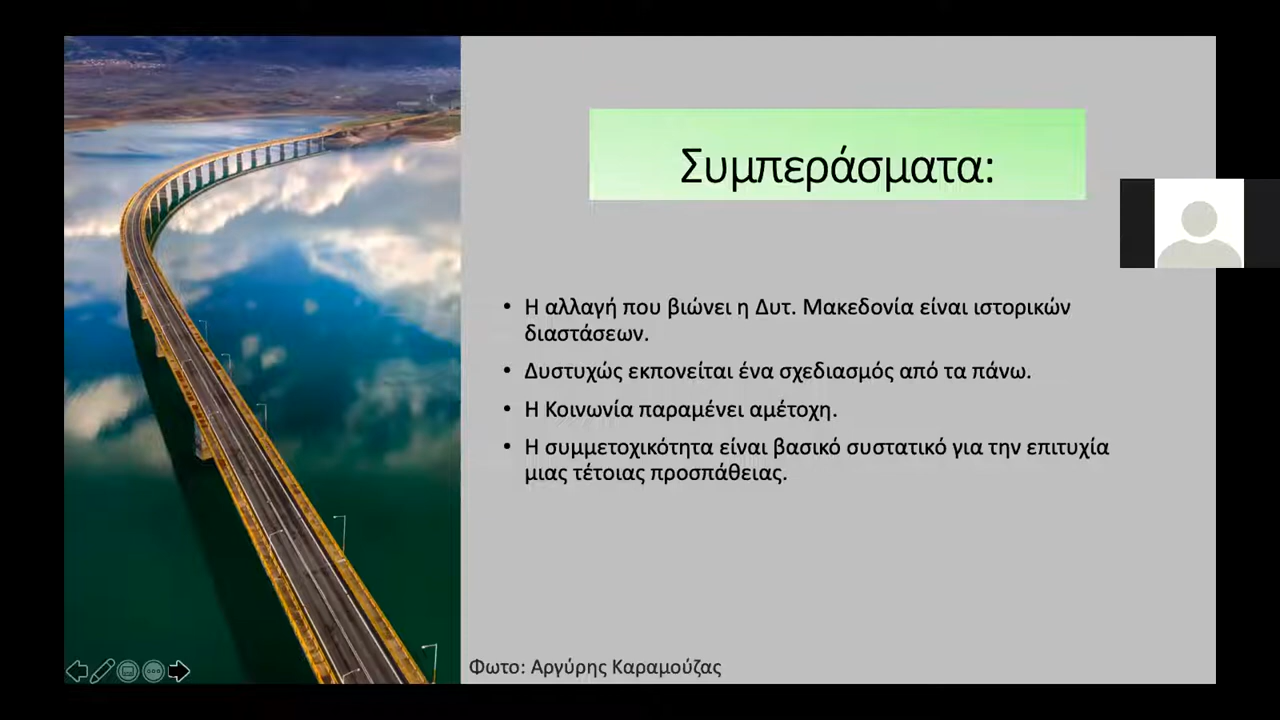 Συμπεράσματα:
• Η αλλαγή που βιώνει η Δυτ. Μακεδονία είναι ιστορικών
διαστάσεων.
• Δυστυχώς εκπονείται ένα σχεδιασμός από τα πάνω.
• Η Κοινωνία παραμένει αμέτοχη.
• Η συμμετοχικότητα είναι βασικό συστατικό για την επιτυχία
μιας τέτοιας προσπάθειας.
Φωτο: Αργύρης Καραμούζας